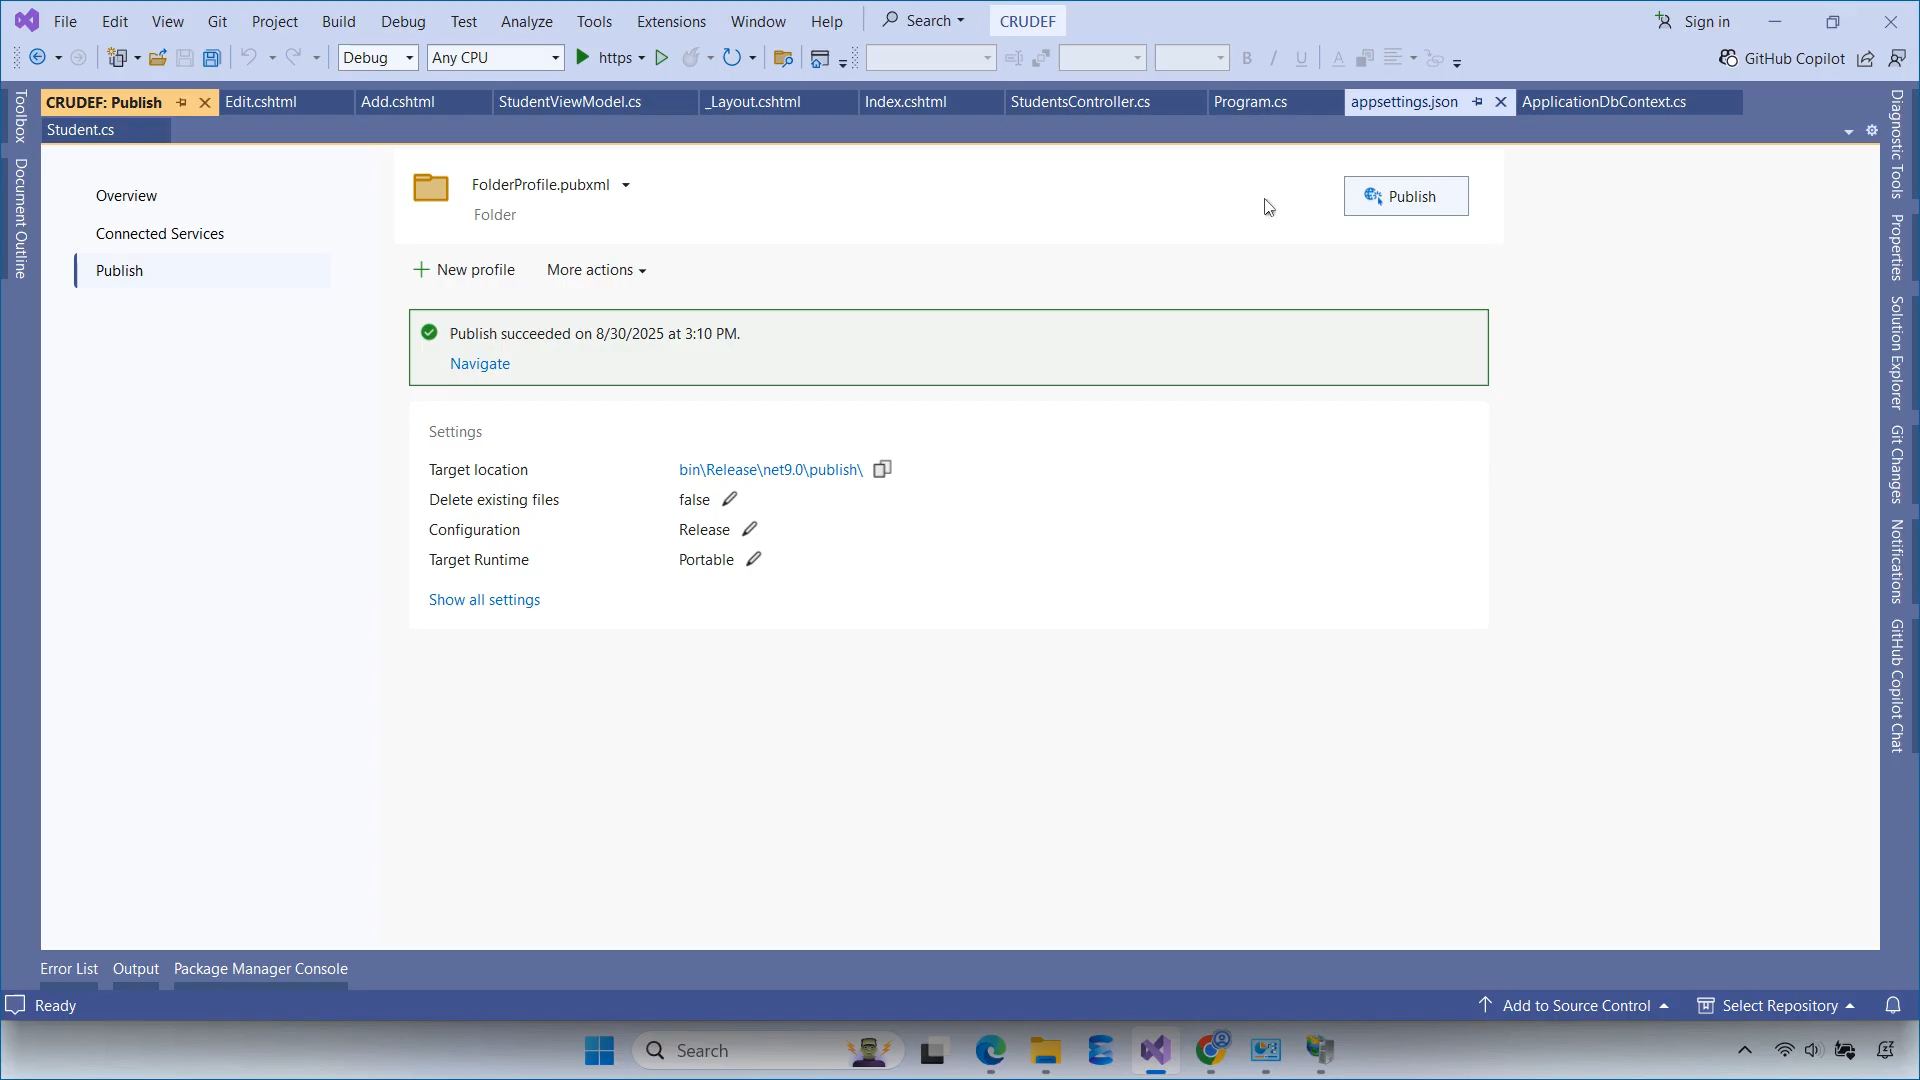 File Edit View Git Project Build Debug Test Analyze Tools Extensions Window Help Search CRUDEF Sign in
Debug Any CPU https B I U A GitHub Copilot
CRUDEF: Publish Edit.cshtml Add.cshtml StudentViewModel.cs _Layout.cshtml Index.cshtml StudentsController.cs Program.cs appsettings.json ApplicationDbContext.cs
Student.cs
Toolbox
Document Outline
Overview
Connected Services
Publish
FolderProfile.pubxml
Folder
Publish
New profile More actions
Publish succeeded on 8/30/2025 at 3:10 PM.
Navigate
Settings
Target location bin\Release\net9.0\publish\
Delete existing files false
Configuration Release
Target Runtime Portable
Show all settings
Diagnostic Tools
Properties
Solution Explorer
Git Changes
Notifications
GitHub Copilot Chat
Error List Output Package Manager Console
Ready Add to Source Control Select Repository
Search